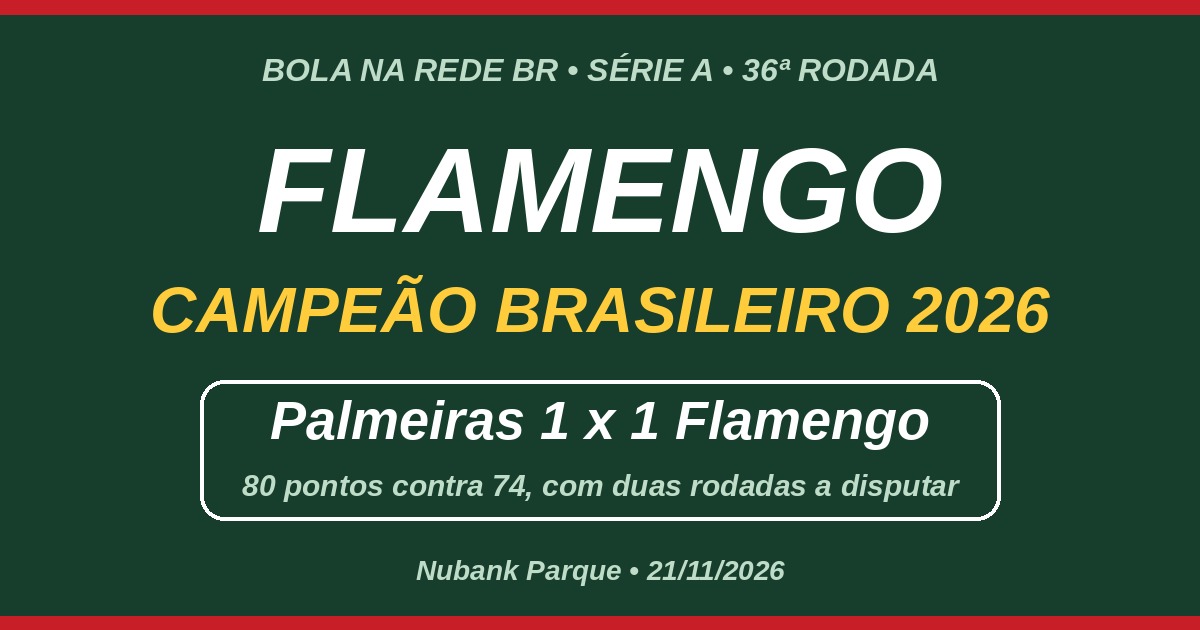 BOLA NA REDE BR • SÉRIE A • 36ª RODADA
FLAMENGO
CAMPEÃO BRASILEIRO 2026
Palmeiras 1 x 1 Flamengo
80 pontos contra 74, com duas rodadas a disputar
Nubank Parque • 21/11/2026